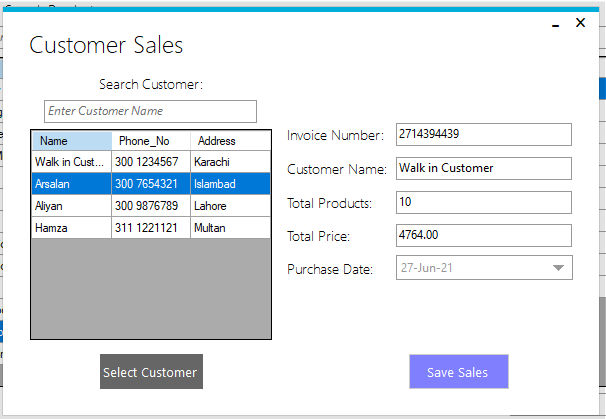 Customer Sales
Search Customer:
Enter Customer Name
Name Phone_No Address
Walk in Cust... 300 1234567 Karachi
Arsalan 300 7654321 Islambad
Aliyan 300 9876789 Lahore
Hamza 311 1221121 Multan
Select Customer
Invoice Number: 2714394439
Customer Name: Walk in Customer
Total Products: 10
Total Price: 4764.00
Purchase Date: 27-Jun-21
Save Sales